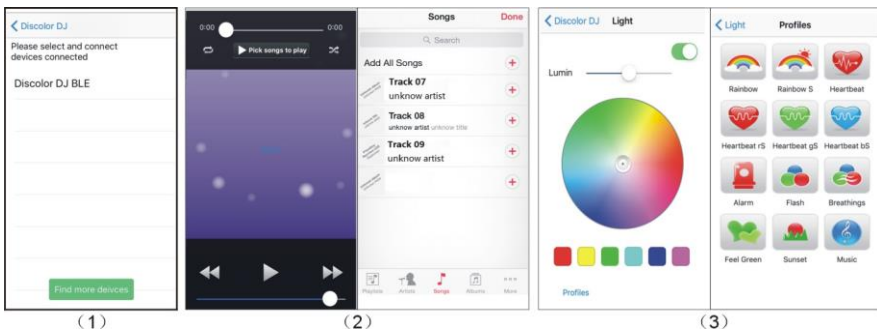 Discolor DJ
Please select and connect
devices connected
Discolor DJ BLE
Find more deivces
(1)
0:00
0:00
Pick songs to play
Songs
Done
Search
Add All Songs
Track 07
unknow artist
Track 08
unknow artist unknow title
Track 09
unknow artist
Playlists
Artists
Songs
Albums
More
(2)
Discolor DJ
Light
Lumin
Profiles
Light
Profiles
Rainbow
Rainbow S
Heartbeat
Heartbeat rS
Heartbeat gS
Heartbeat bS
Alarm
Flash
Breathings
Feel Green
Sunset
Music
(3)